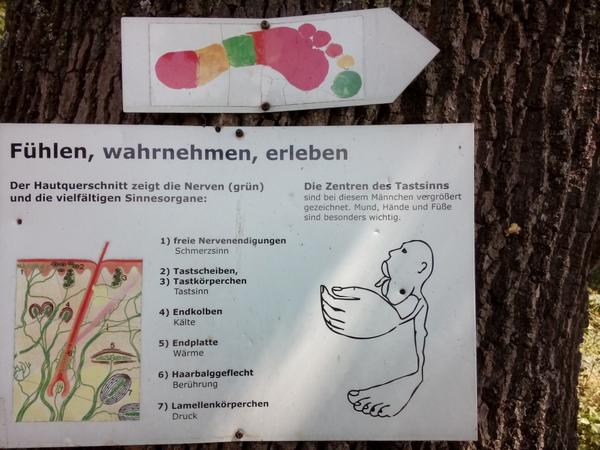 Fühlen, wahrnehmen, erleben
Der Hautquerschnitt zeigt die Nerven (grün)
und die vielfältigen Sinnesorgane:
1) freie Nervenendigungen
Schmerzsinn
2) Tastscheiben,
3) Tastkörperchen
Tastsinn
4) Endkolben
Kälte
5) Endplatte
Wärme
6) Haarbalggeflecht
Berührung
7) Lamellenkörperchen
Druck
Die Zentren des Tastsinns
sind bei diesem Männchen vergrößert
gezeichnet. Mund, Hände und Füße
sind besonders wichtig.